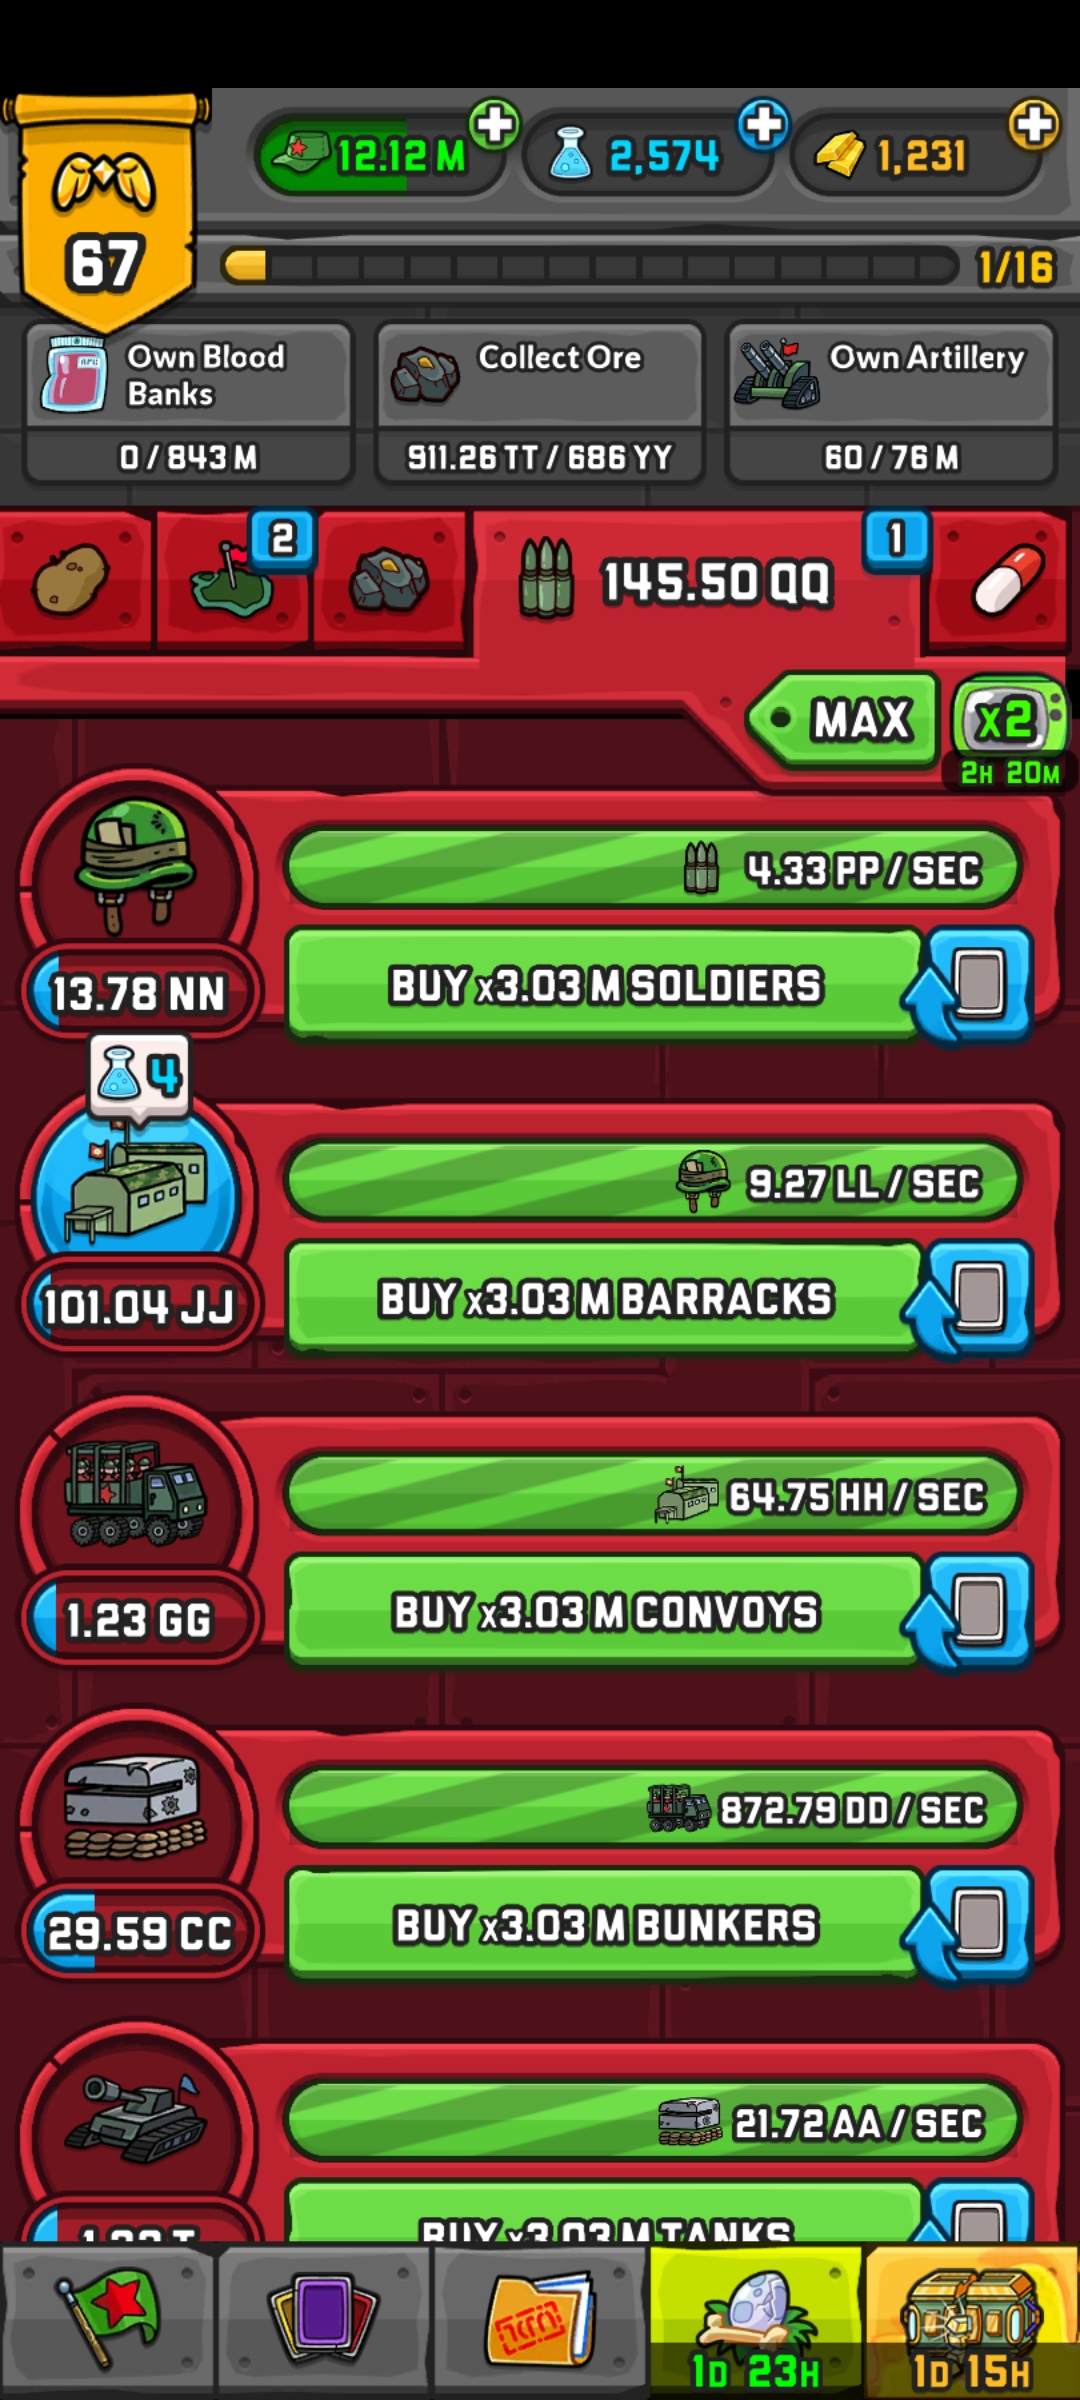 12.12 M
2,574
1,231
67
1/16
Own Blood
Banks
0 / 843 M
Collect Ore
911.26 TT / 686 YY
Own Artillery
60 / 76 M
2
145.50 QQ
1
MAX
x2
2H 20M
4.33 PP / SEC
13.78 NN
BUY x3.03 M SOLDIERS
4
9.27 LL / SEC
101.04 JJ
BUY x3.03 M BARRACKS
64.75 HH / SEC
1.23 GG
BUY x3.03 M CONVOYS
872.79 DD / SEC
29.59 CC
BUY x3.03 M BUNKERS
21.72 AA / SEC
BUY x3.03 M TANKS
1D 23H
1D 15H